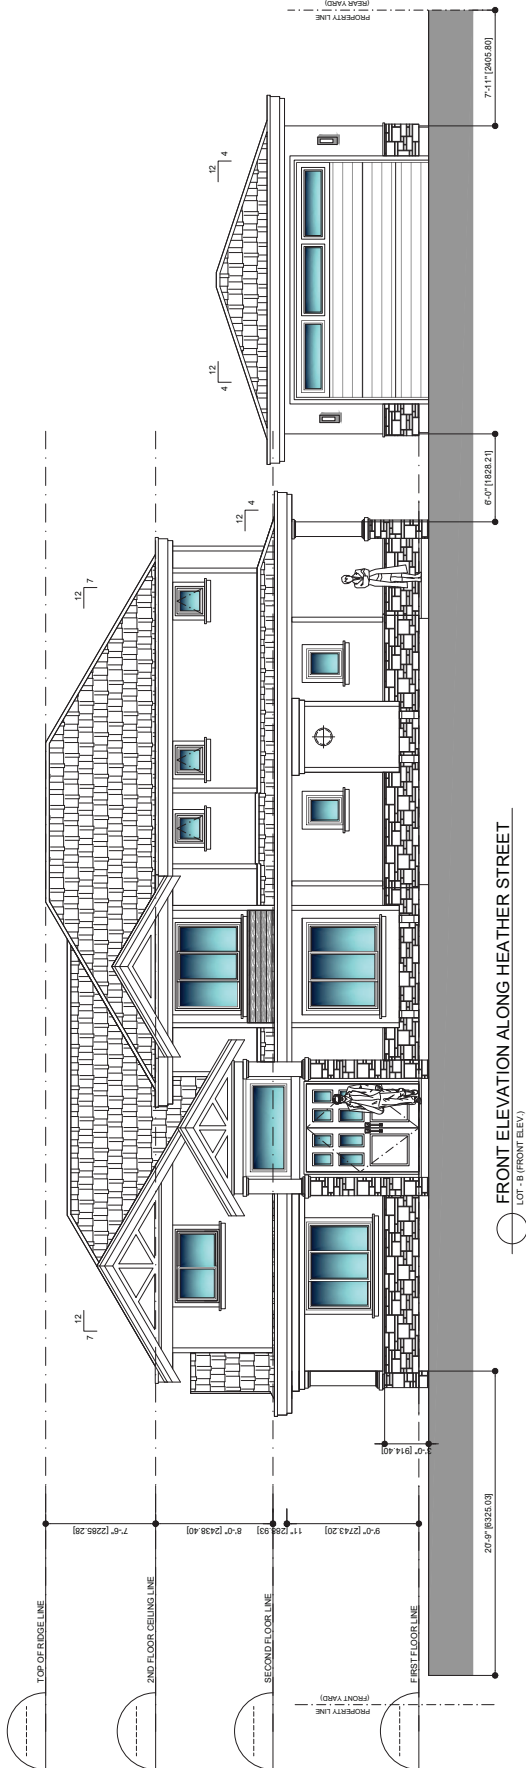 TOP OF RIDGE LINE
2ND FLOOR CEILING LINE
SECOND FLOOR LINE
FIRST FLOOR LINE
7'-6" [2285.28]
8'-0" [2438.40]
9'-0" [2743.20]
3'-0" [914.40]
PROPERTY LINE
(FRONT YARD)
20'-9" [6325.03]
12
7
12
7
12
4
12
4
12
4
6'-0" [1828.21]
7'-11" [2405.80]
PROPERTY LINE
(REAR YARD)
FRONT ELEVATION ALONG HEATHER STREET
LOT - B (FRONT ELEV.)